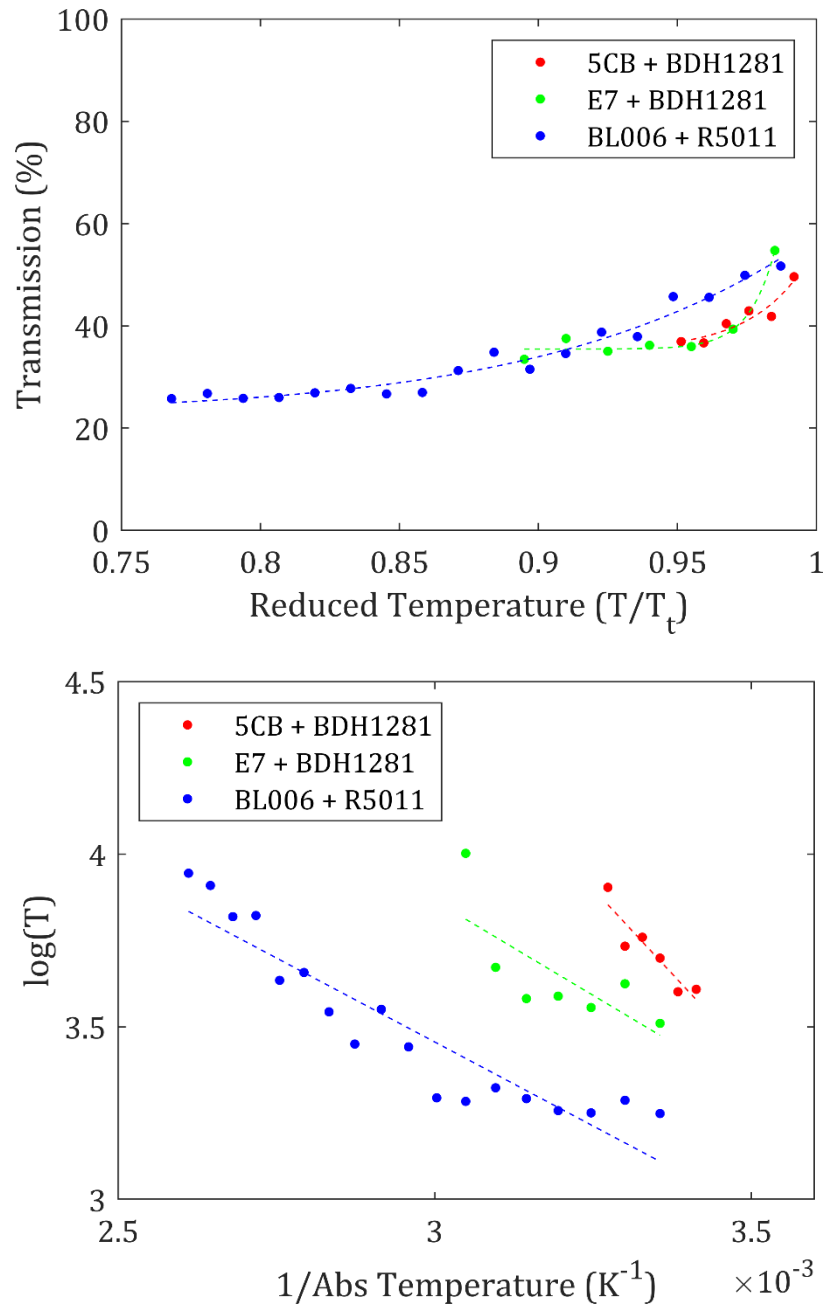 100
80
60
40
20
0
Transmission (%)
5CB + BDH1281
E7 + BDH1281
BL006 + R5011
0.75 0.8 0.85 0.9 0.95 1
Reduced Temperature (T/Tt)
4.5
4
3.5
3
log(T)
5CB + BDH1281
E7 + BDH1281
BL006 + R5011
2.5 3 3.5
1/Abs Temperature (K⁻¹) ×10⁻³